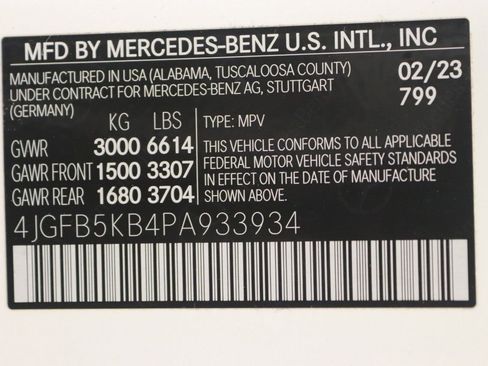 MFD BY MERCEDES-BENZ U.S. INTL., INC
MANUFACTURED IN USA (ALABAMA, TUSCALOOSA COUNTY)
UNDER CONTRACT FOR MERCEDES-BENZ AG, STUTTGART
(GERMANY)
02/23
799
KG LBS
GVWR 3000 6614
GAWR FRONT 1500 3307
GAWR REAR 1680 3704
TYPE: MPV
THIS VEHICLE CONFORMS TO ALL APPLICABLE
FEDERAL MOTOR VEHICLE SAFETY STANDARDS
IN EFFECT ON THE DATE OF MANUFACTURE
SHOWN ABOVE.
4JGFB5KB4PA933934